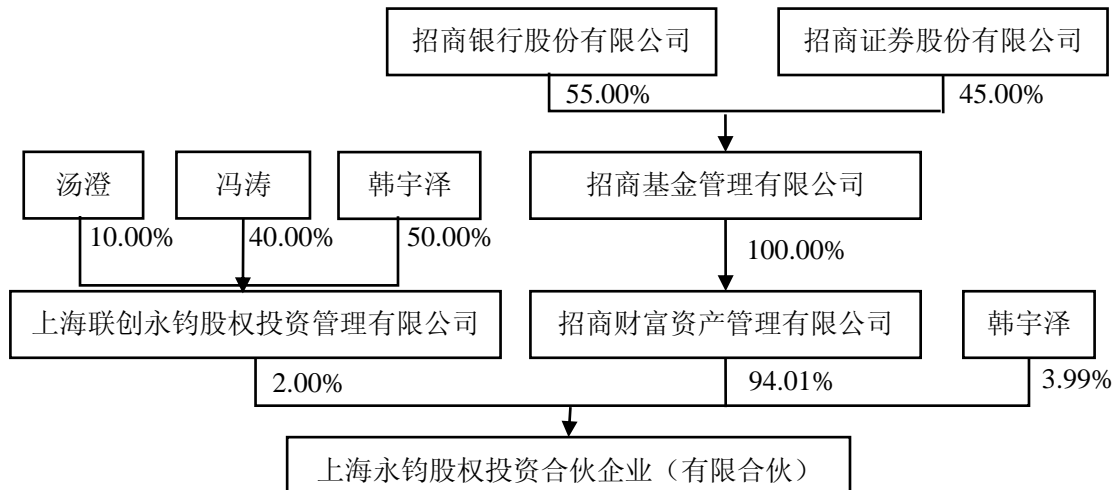 招商银行股份有限公司
招商证券股份有限公司
55.00%
45.00%
汤澄
冯涛
韩宇泽
招商基金管理有限公司
10.00%
40.00%
50.00%
100.00%
上海联创永钧股权投资管理有限公司
招商财富资产管理有限公司
韩宇泽
2.00%
94.01%
3.99%
上海永钧股权投资合伙企业（有限合伙）